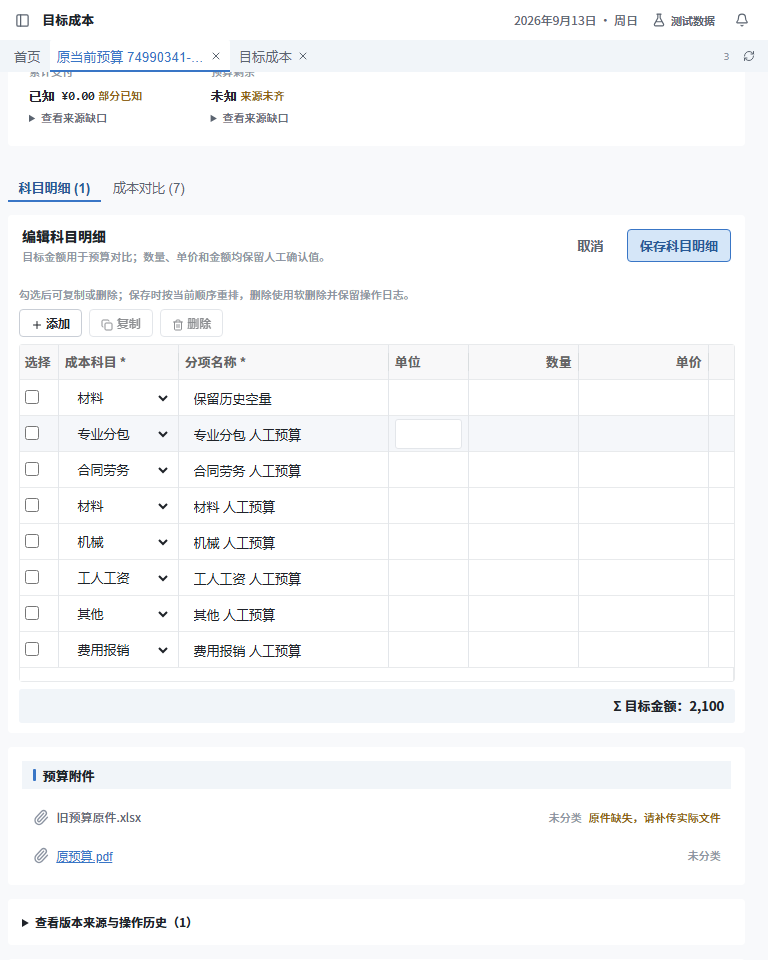 目标成本
2026年9月13日 · 周日 测试数据
首页 原当前预算 74990341-... × 目标成本 × 3
累计支付 预算剩余
已知 ¥0.00 部分已知 未知 来源未齐
▶ 查看来源缺口 ▶ 查看来源缺口
科目明细 (1) 成本对比 (7)
编辑科目明细
目标金额用于预算对比；数量、单价和金额均保留人工确认值。
取消 保存科目明细
勾选后可复制或删除；保存时按当前顺序重排，删除使用软删除并保留操作日志。
+ 添加 复制 删除
选择 成本科目 * 分项名称 * 单位 数量 单价
材料 保留历史空量
专业分包 专业分包 人工预算
合同劳务 合同劳务 人工预算
材料 材料 人工预算
机械 机械 人工预算
工人工资 工人工资 人工预算
其他 其他 人工预算
费用报销 费用报销 人工预算
Σ 目标金额：2,100
预算附件
旧预算原件.xlsx 未分类 原件缺失，请补传实际文件
原预算.pdf 未分类
▶ 查看版本来源与操作历史（1）